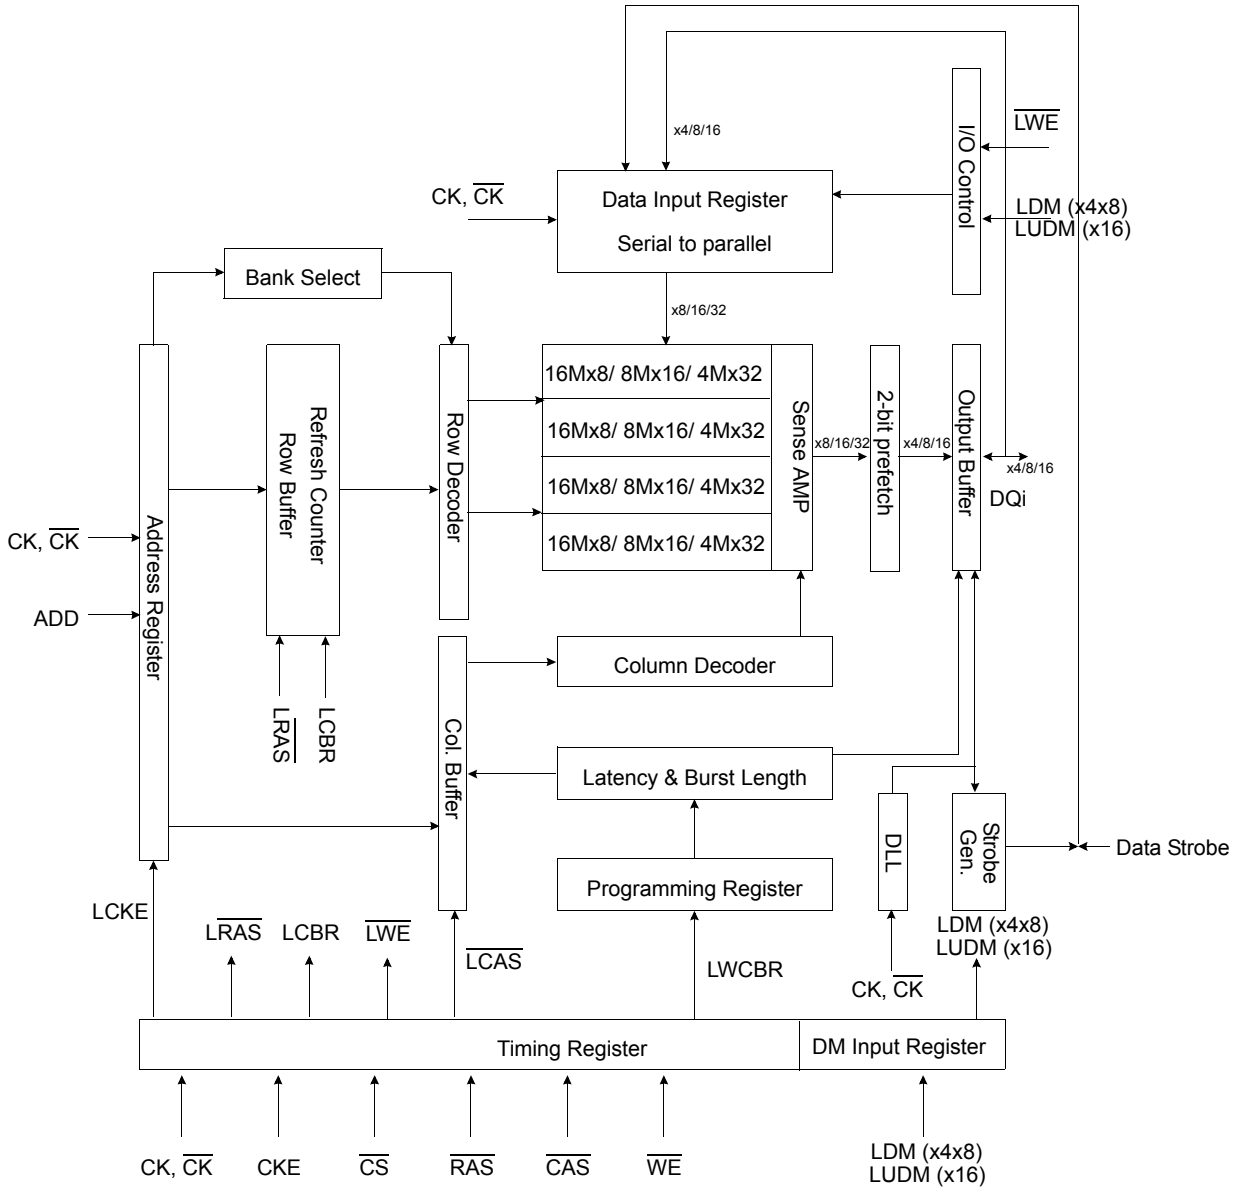 x4/8/16
LWE
I/O Control
CK, CK
Data Input Register
Serial to parallel
LDM (x4x8)
LUDM (x16)
Bank Select
x8/16/32
Address Register
Refresh Counter
Row Buffer
Row Decoder
16Mx8/ 8Mx16/ 4Mx32
16Mx8/ 8Mx16/ 4Mx32
16Mx8/ 8Mx16/ 4Mx32
16Mx8/ 8Mx16/ 4Mx32
Sense AMP
x8/16/32
2-bit prefetch
x4/8/16
Output Buffer
x4/8/16
DQi
CK, CK
ADD
LRAS
LCBR
Col. Buffer
Column Decoder
Latency & Burst Length
Programming Register
DLL
Strobe
Gen.
Data Strobe
LCKE
LRAS
LCBR
LWE
LCAS
LWCBR
CK, CK
LDM (x4x8)
LUDM (x16)
Timing Register
DM Input Register
CK, CK
CKE
CS
RAS
CAS
WE
LDM (x4x8)
LUDM (x16)